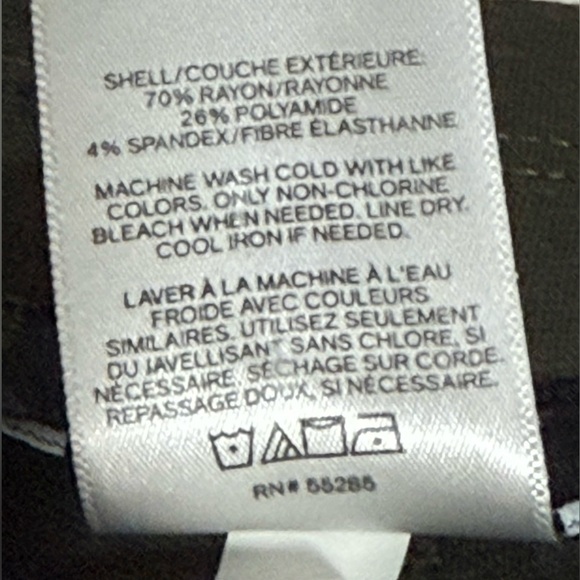 SHELL/COUCHE EXTÉRIEURE:
70% RAYON/RAYONNE
26% POLYAMIDE
4% SPANDEX/FIBRE ÉLASTHANNE
MACHINE WASH COLD WITH LIKE
COLORS. ONLY NON-CHLORINE
BLEACH WHEN NEEDED. LINE DRY.
COOL IRON IF NEEDED.
LAVER À LA MACHINE À L'EAU
FROIDE AVEC COULEURS
SIMILAIRES. UTILISEZ SEULEMENT
DU JAVELLISANT SANS CHLORE, SI
NÉCESSAIRE. SÉCHAGE SUR CORDE.
REPASSAGE DOUX, SI NÉCESSAIRE.
RN# 55285